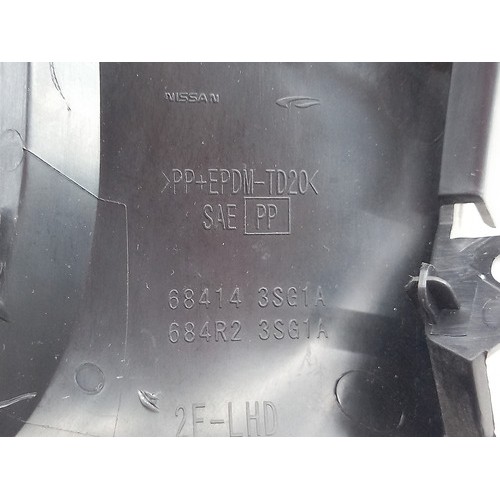 NISSAN
>PP+EPDM-TD20<
SAE PP
68414 3SG1A
684R2 3SG1A
2F-LHD